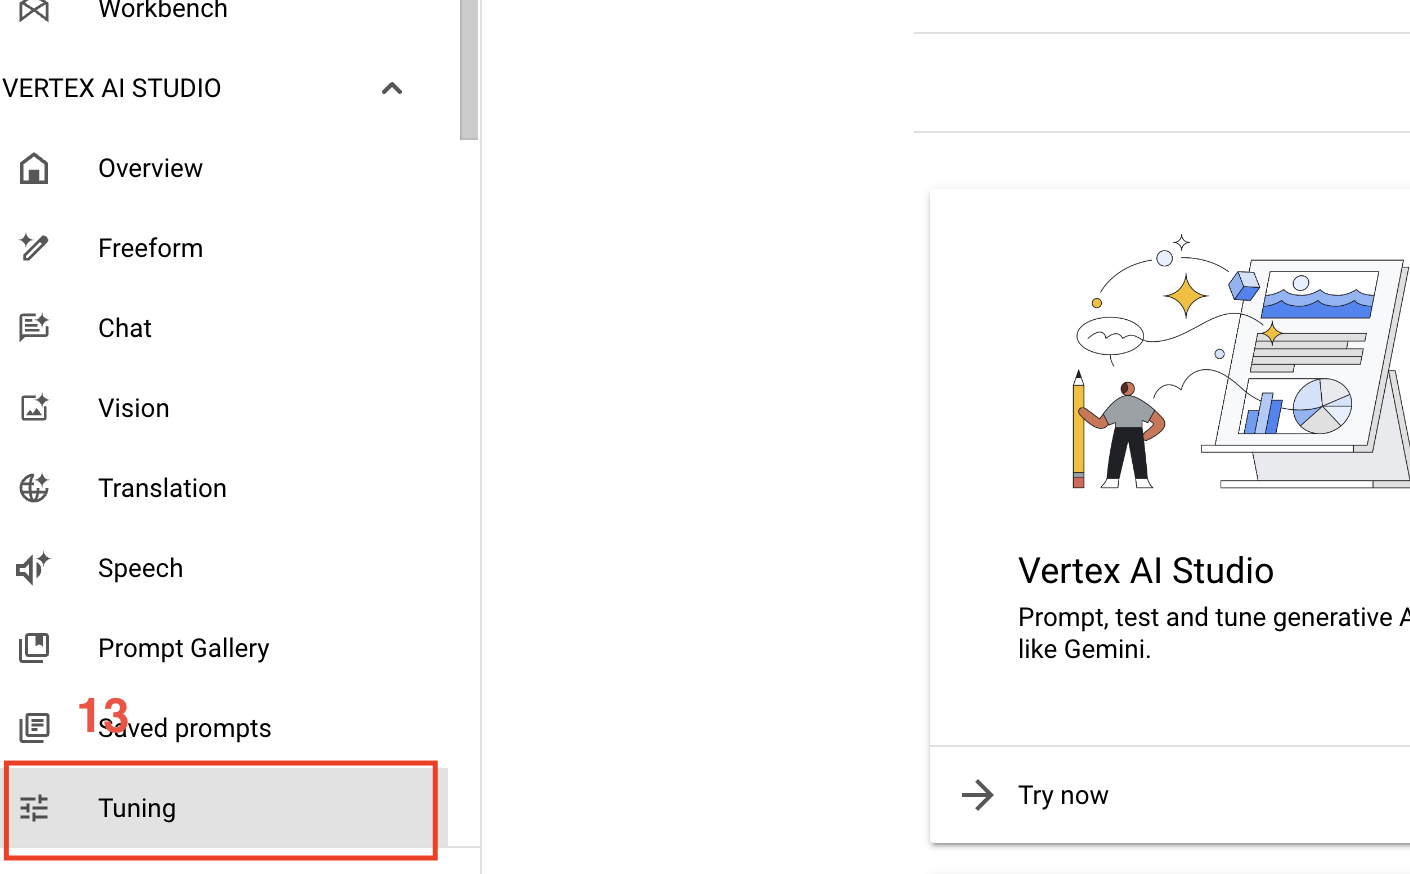 Workbench
VERTEX AI STUDIO
Overview
Freeform
Chat
Vision
Translation
Speech
Prompt Gallery
13
Saved prompts
Tuning
Vertex AI Studio
Prompt, test and tune generative A
like Gemini.
Try now